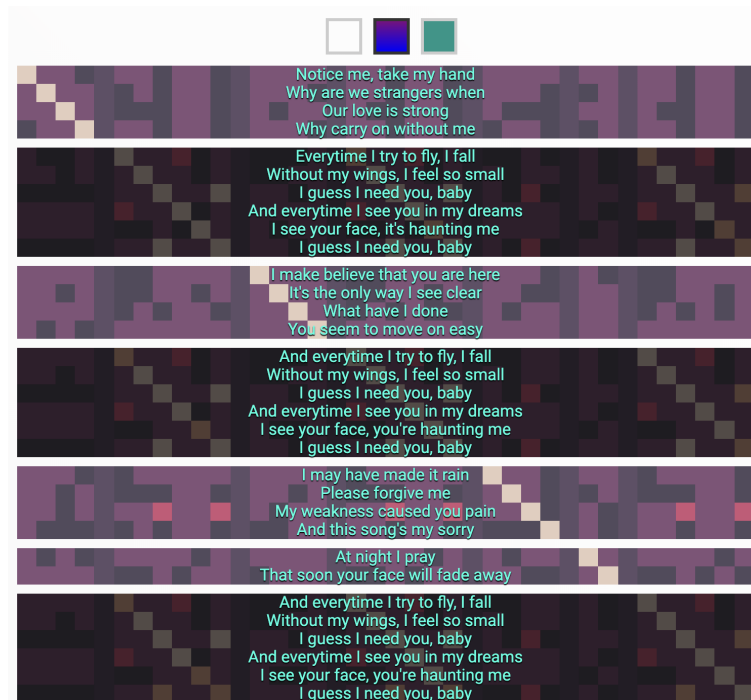 Notice me, take my hand
Why are we strangers when
Our love is strong
Why carry on without me
Everytime I try to fly, I fall
Without my wings, I feel so small
I guess I need you, baby
And everytime I see you in my dreams
I see your face, it's haunting me
I guess I need you, baby
I make believe that you are here
It's the only way I see clear
What have I done
You seem to move on easy
And everytime I try to fly, I fall
Without my wings, I feel so small
I guess I need you, baby
And everytime I see you in my dreams
I see your face, you're haunting me
I guess I need you, baby
I may have made it rain
Please forgive me
My weakness caused you pain
And this song's my sorry
At night I pray
That soon your face will fade away
And everytime I try to fly, I fall
Without my wings, I feel so small
I guess I need you, baby
And everytime I see you in my dreams
I see your face, you're haunting me
I guess I need you, baby